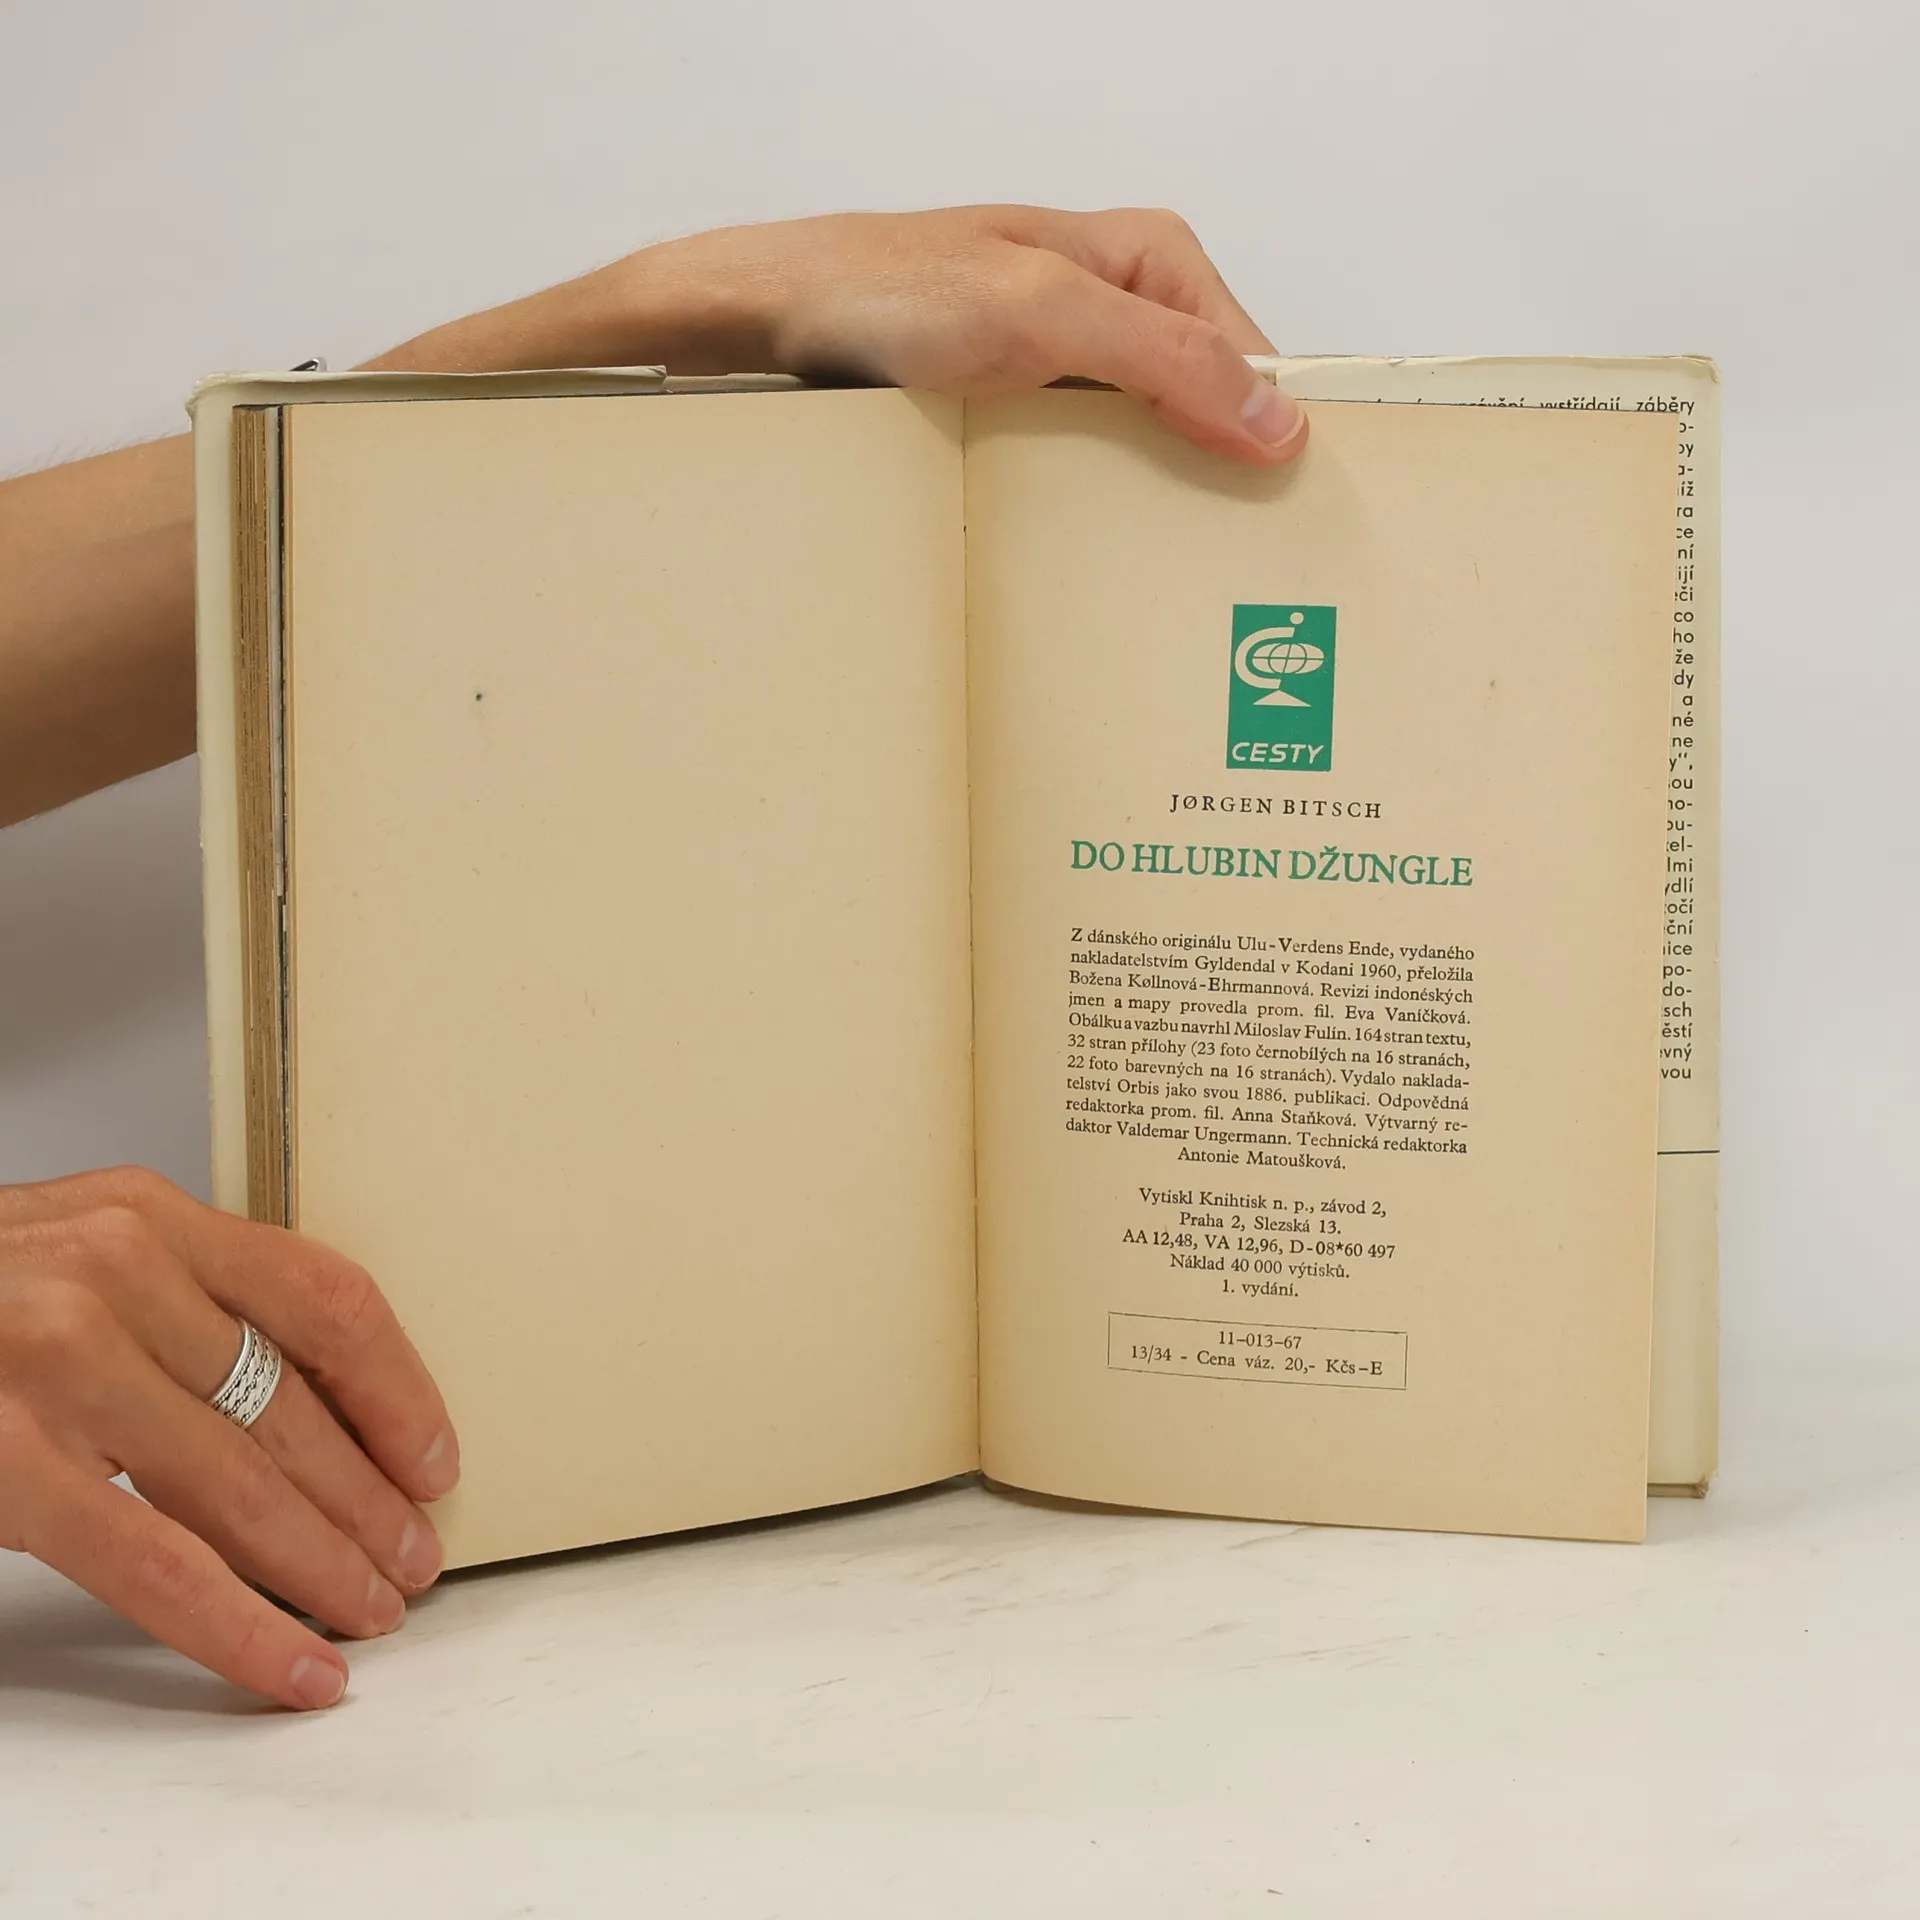 CESTY
JØRGEN BITSCH
DO HLUBIN DŽUNGLE
Z dánského originálu Ulu-Verdens Ende, vydaného
nakladatelstvím Gyldendal v Kodani 1960, přeložila
Božena Køllnová-Ehrmannová. Revizi indonéských
jmen a mapy provedla prom. fil. Eva Vaníčková.
Obálku a vazbu navrhl Miloslav Fulín. 164 stran textu,
32 stran přílohy (23 foto černobílých na 16 stranách,
22 foto barevných na 16 stranách). Vydalo naklada-
telství Orbis jako svou 1886. publikaci. Odpovědná
redaktorka prom. fil. Anna Staňková. Výtvarný re-
daktor Valdemar Ungermann. Technická redaktorka
Antonie Matoušková.
Vytiskl Knihtisk n. p., závod 2,
Praha 2, Slezská 13.
AA 12,48, VA 12,96, D-08*60 497
Náklad 40 000 výtisků.
1. vydání.
11-013-67
13/34 - Cena váz. 20,- Kčs-E
vystřídají záběry